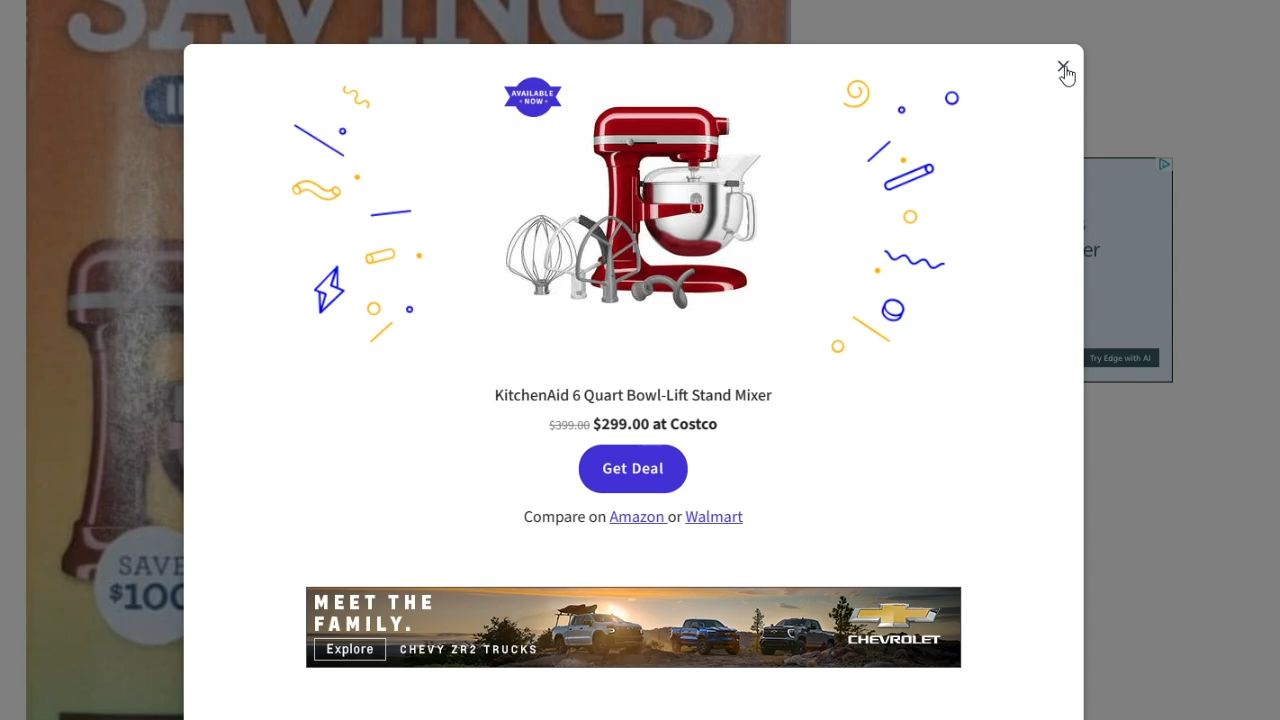 SAVINGS
AVAILABLE
NOW
KitchenAid 6 Quart Bowl-Lift Stand Mixer
$399.00 $299.00 at Costco
Get Deal
Compare on Amazon or Walmart
er
Try Edge with AI
SAVE
$100
MEET THE
FAMILY.
Explore
CHEVY ZR2 TRUCKS
CHEVROLET